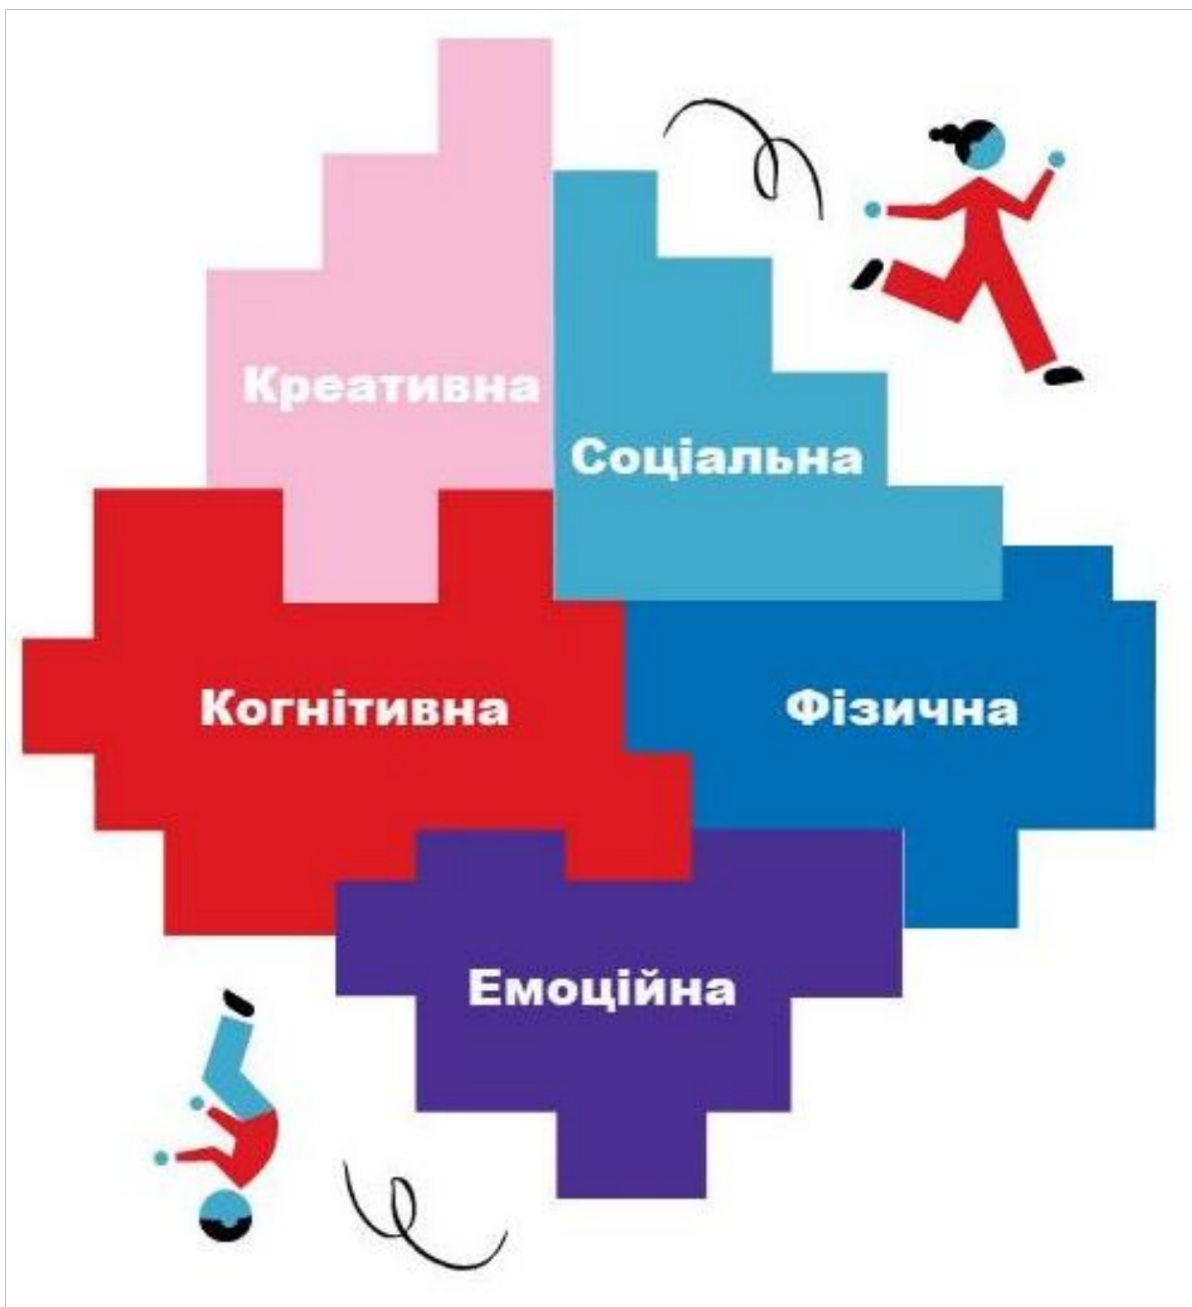 Креативна
Соціальна
Когнітивна
Фізична
Емоційна